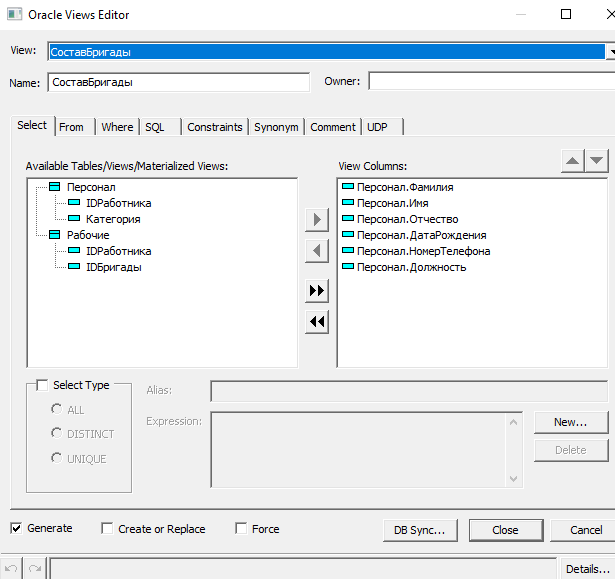 Oracle Views Editor
View: СоставБригады
Name: СоставБригады Owner:
Select From Where SQL Constraints Synonym Comment UDP
Available Tables/Views/Materialized Views: View Columns:
Персонал
IDРаботника
Категория
Рабочие
IDРаботника
IDБригады
Персонал.Фамилия
Персонал.Имя
Персонал.Отчество
Персонал.ДатаРождения
Персонал.НомерТелефона
Персонал.Должность
Select Type
ALL
DISTINCT
UNIQUE
Alias:
Expression:
New...
Delete
Generate Create or Replace Force DB Sync... Close Cancel
Details...